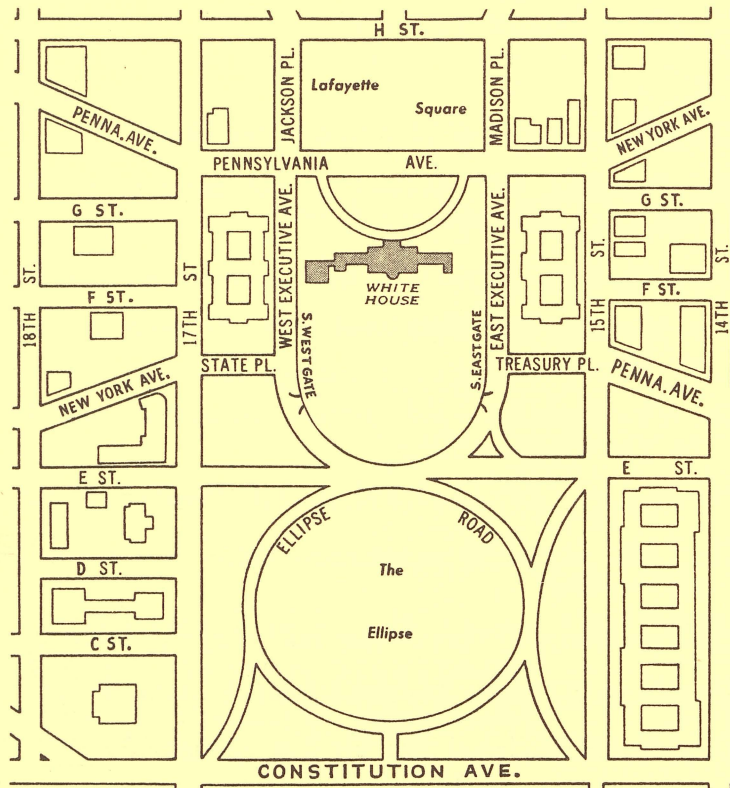 H ST.
JACKSON PL.
MADISON PL.
Lafayette
Square
PENNA. AVE.
NEW YORK AVE.
PENNSYLVANIA AVE.
G ST.
G ST.
WEST EXECUTIVE AVE.
EAST EXECUTIVE AVE.
WHITE
HOUSE
18TH ST.
17TH ST
15TH ST.
14TH ST.
F ST.
F ST.
S. WEST GATE
S. EAST GATE
STATE PL.
TREASURY PL.
NEW YORK AVE.
PENNA. AVE.
E ST.
E ST.
ELLIPSE ROAD
The
Ellipse
D ST.
C ST.
CONSTITUTION AVE.